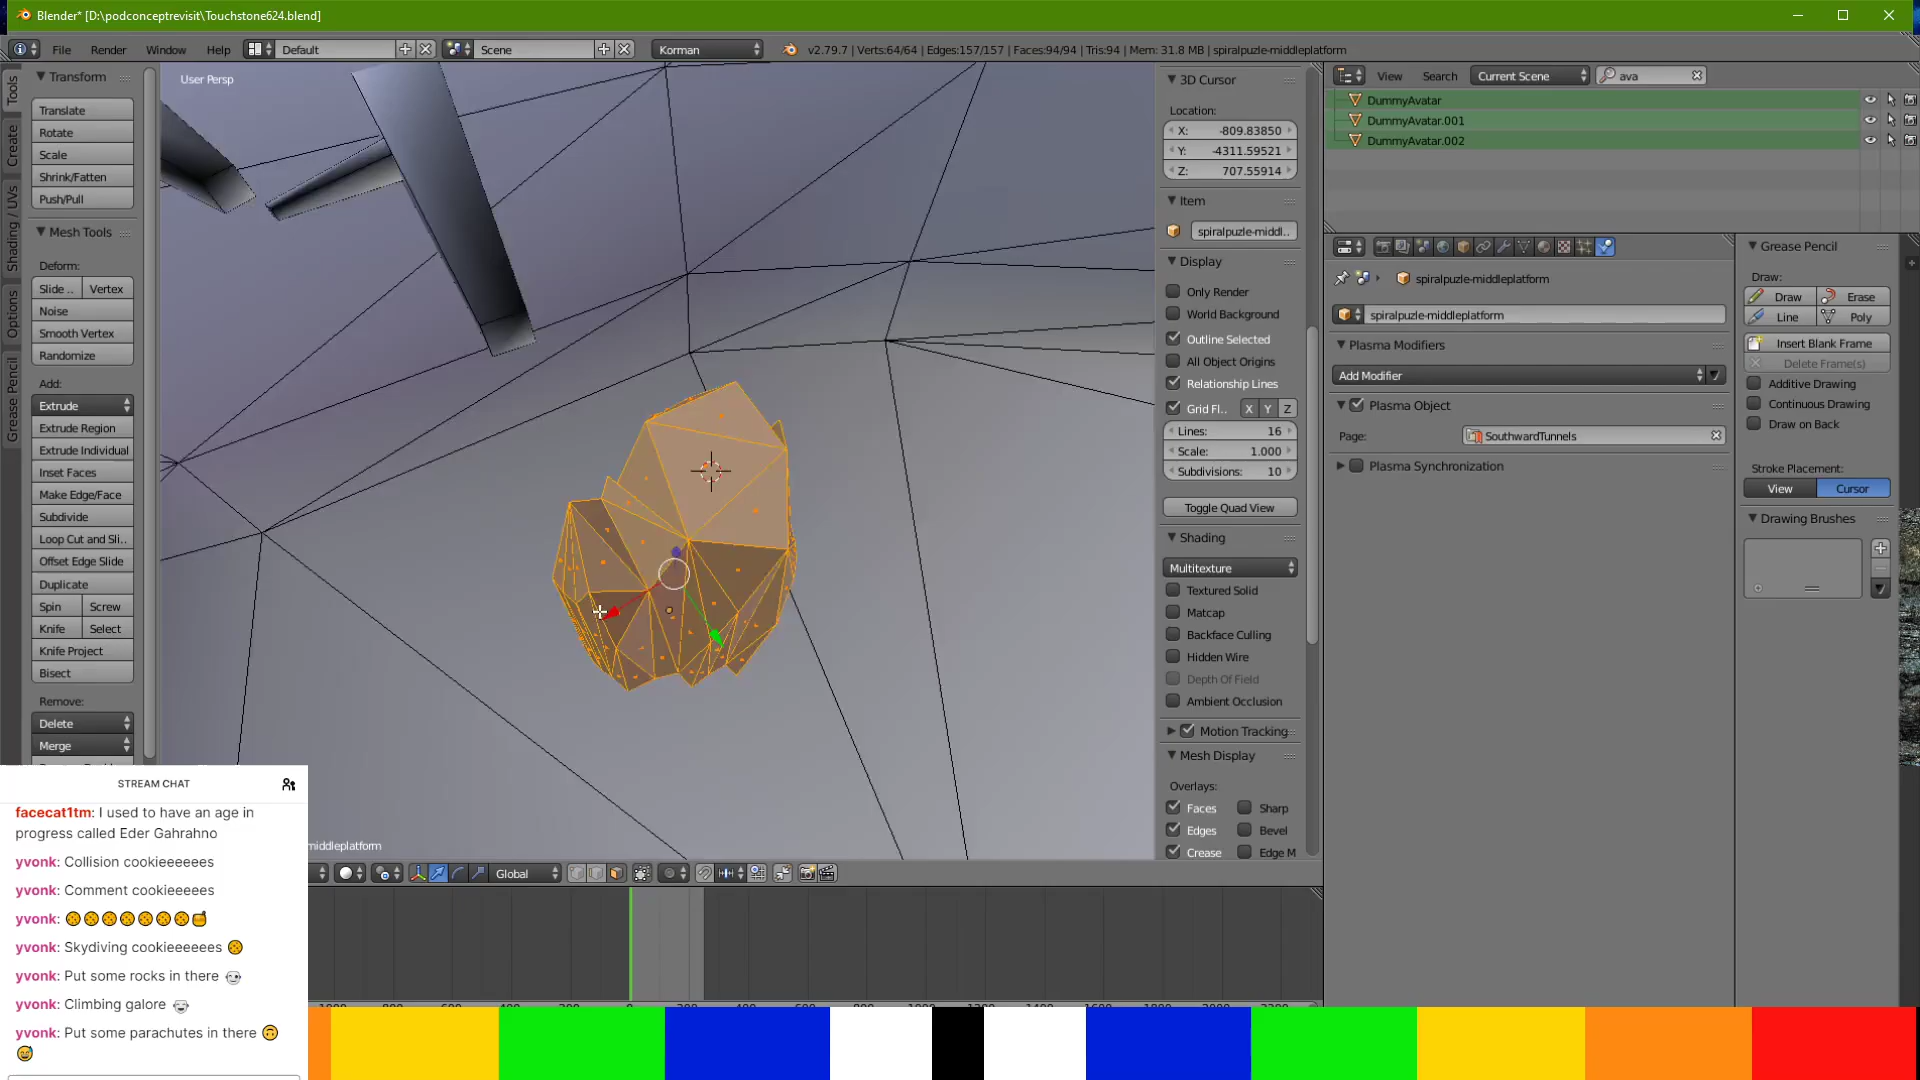 Blender* [D:\podconceptrevisit\Touchstone624.blend]
File Render Window Help Default Scene Korman v2.79.7 | Verts:64/64 | Edges:157/157 | Faces:94/94 | Tris:94 | Mem: 31.8 MB | spiralpuzle-middleplatform
Tools
Create
Shading / UVs
Options
Grease Pencil
Transform
Translate
Rotate
Scale
Shrink/Fatten
Push/Pull
Mesh Tools
Deform:
Slide .. Vertex
Noise
Smooth Vertex
Randomize
Add:
Extrude
Extrude Region
Extrude Individual
Inset Faces
Make Edge/Face
Subdivide
Loop Cut and Sli..
Offset Edge Slide
Duplicate
Spin Screw
Knife Select
Knife Project
Bisect
Remove:
Delete
Merge
User Persp
middleplatform
Global
3D Cursor
Location:
X: -809.83850
Y: -4311.59521
Z: 707.55914
Item
spiralpuzle-middl..
Display
Only Render
World Background
Outline Selected
All Object Origins
Relationship Lines
Grid Fl.. X Y Z
Lines: 16
Scale: 1.000
Subdivisions: 10
Toggle Quad View
Shading
Multitexture
Textured Solid
Matcap
Backface Culling
Hidden Wire
Depth Of Field
Ambient Occlusion
Motion Tracking
Mesh Display
Overlays:
Faces Sharp
Edges Bevel
Crease Edge M
View Search Current Scene ava
DummyAvatar
DummyAvatar.001
DummyAvatar.002
spiralpuzle-middleplatform
spiralpuzle-middleplatform
Plasma Modifiers
Add Modifier
Plasma Object
Page: SouthwardTunnels
Plasma Synchronization
Grease Pencil
Draw:
Draw Erase
Line Poly
Insert Blank Frame
Delete Frame(s)
Additive Drawing
Continuous Drawing
Draw on Back
Stroke Placement:
View Cursor
Drawing Brushes
STREAM CHAT
facecat1tm: I used to have an age in
progress called Eder Gahrahno
yvonk: Collision cookieeeeees
yvonk: Comment cookieeeees
yvonk: 🍪🍪🍪🍪🍪🍪🍪🍯
yvonk: Skydiving cookieeeeees 🍪
yvonk: Put some rocks in there
yvonk: Climbing galore
yvonk: Put some parachutes in there 🙃
😅